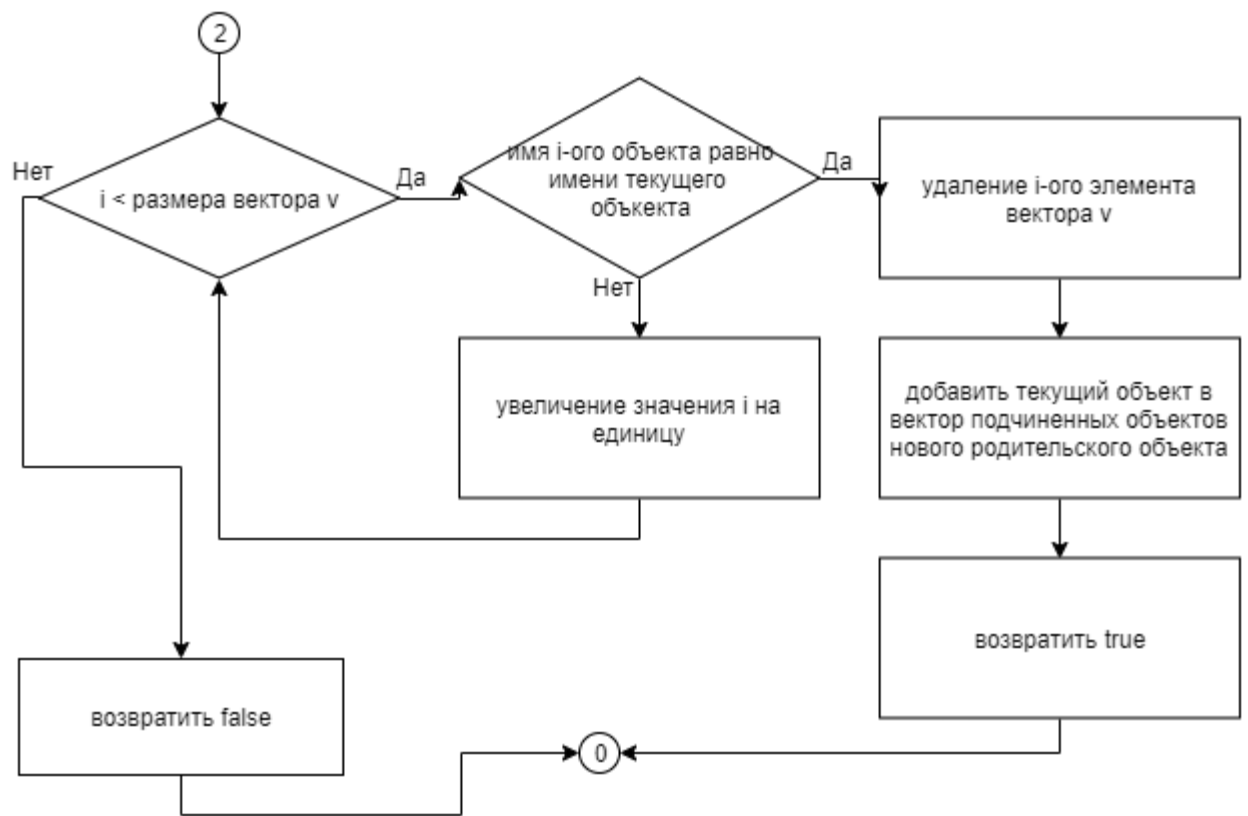 2
Нет
i < размера вектора v
Да
имя i-ого объекта равно
имени текущего
объкекта
Да
удаление i-ого элемента
вектора v
Нет
увеличение значения i на
единицу
добавить текущий объект в
вектор подчиненных объектов
нового родительского объекта
возвратить true
возвратить false
0